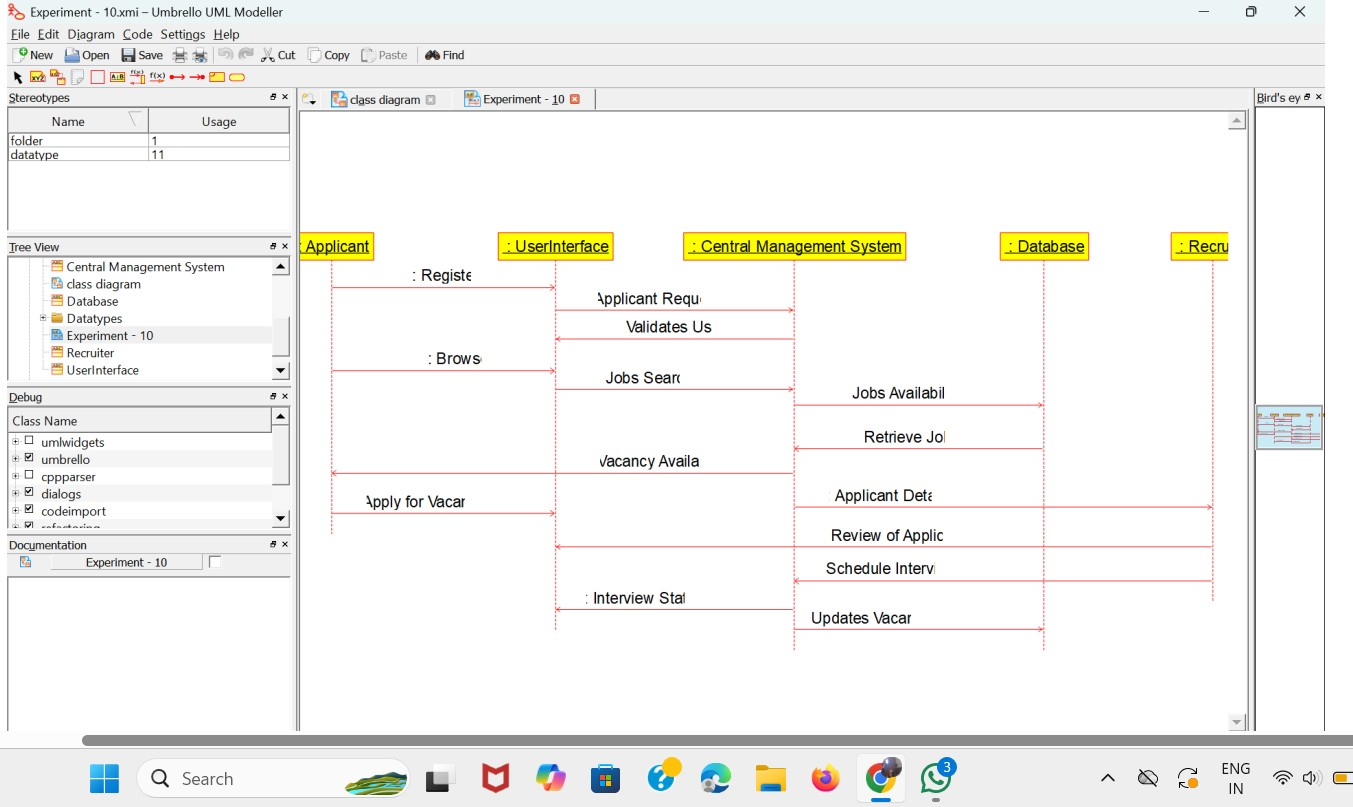 Experiment - 10.xmi – Umbrello UML Modeller
File Edit Diagram Code Settings Help
New Open Save Cut Copy Paste Find
Stereotypes
Name Usage
folder 1
datatype 11
Tree View
Central Management System
class diagram
Database
Datatypes
Experiment - 10
Recruiter
UserInterface
Debug
Class Name
umlwidgets
umbrello
cppparser
dialogs
codeimport
refactoring
Documentation
Experiment - 10
class diagram Experiment - 10
Bird's ey
: Applicant : UserInterface : Central Management System : Database : Recru
: Registe
Applicant Requ
Validates Us
: Brows
Jobs Searc
Jobs Availabil
Retrieve Jo
Vacancy Availa
Apply for Vacar
Applicant Deta
Review of Applic
Schedule Interv
: Interview Stat
Updates Vacar
Search
3
ENG
IN